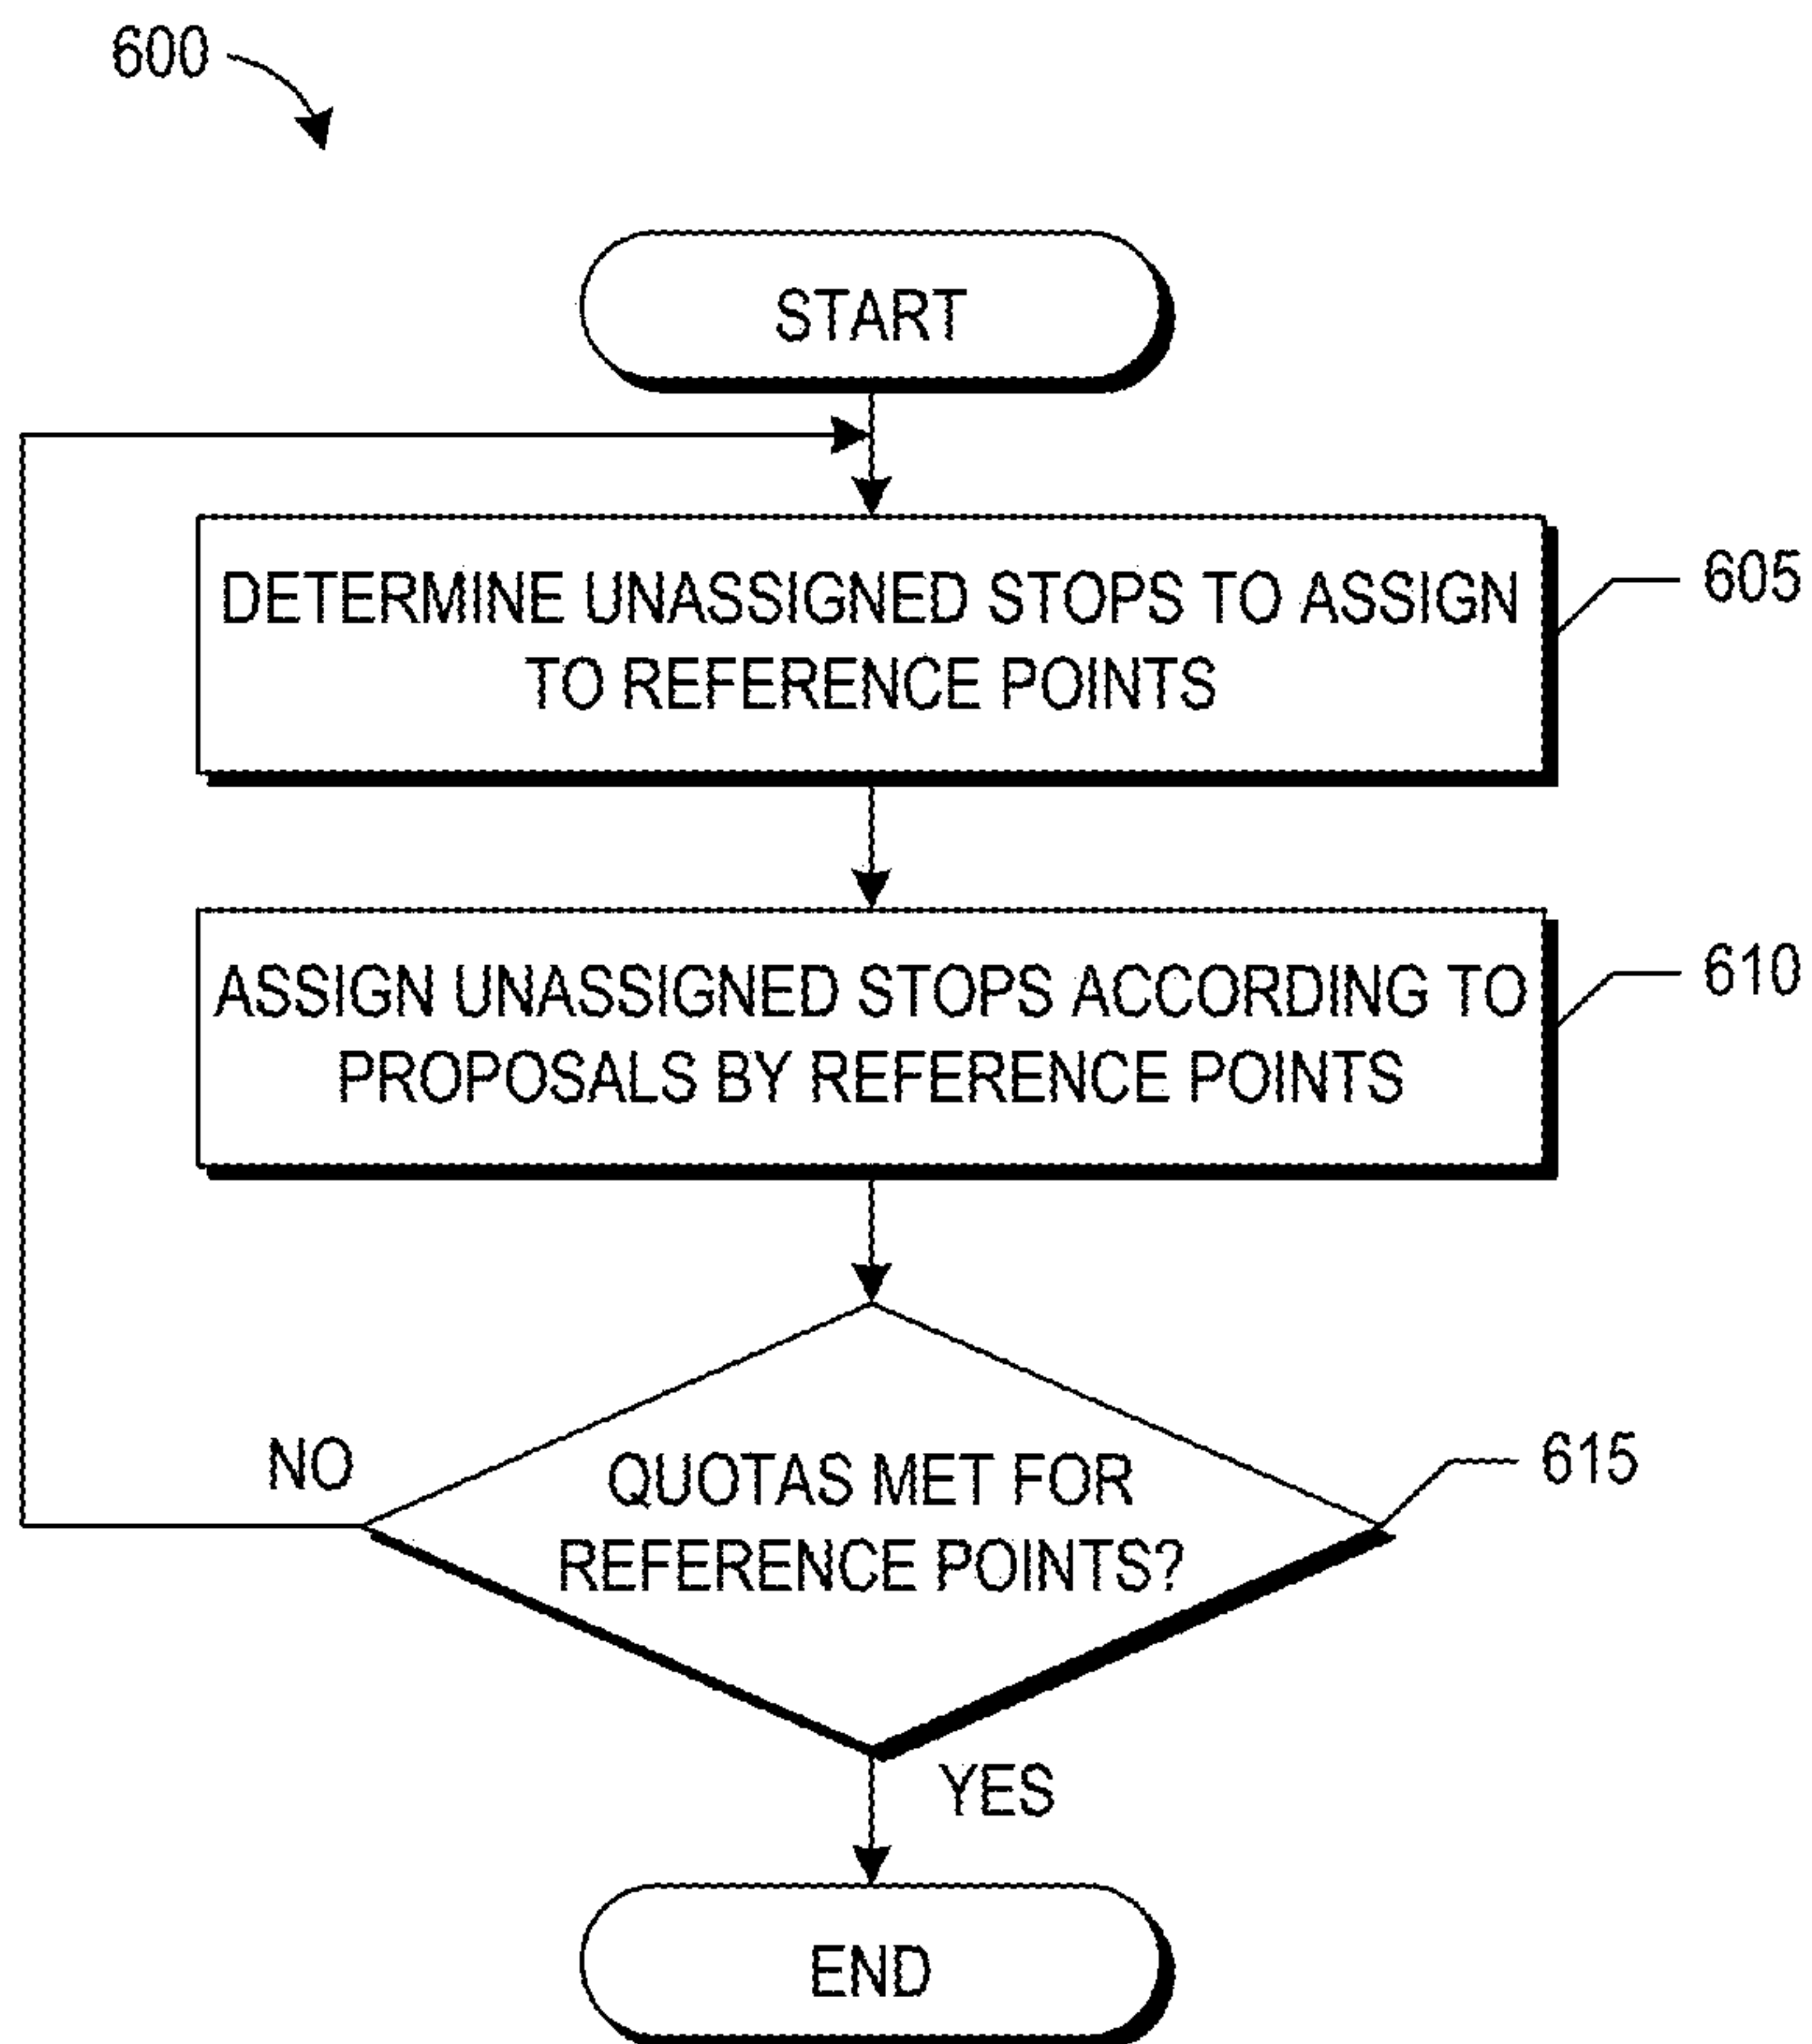 600
START
DETERMINE UNASSIGNED STOPS TO ASSIGN
TO REFERENCE POINTS
605
ASSIGN UNASSIGNED STOPS ACCORDING TO
PROPOSALS BY REFERENCE POINTS
610
QUOTAS MET FOR
REFERENCE POINTS?
615
NO
YES
END